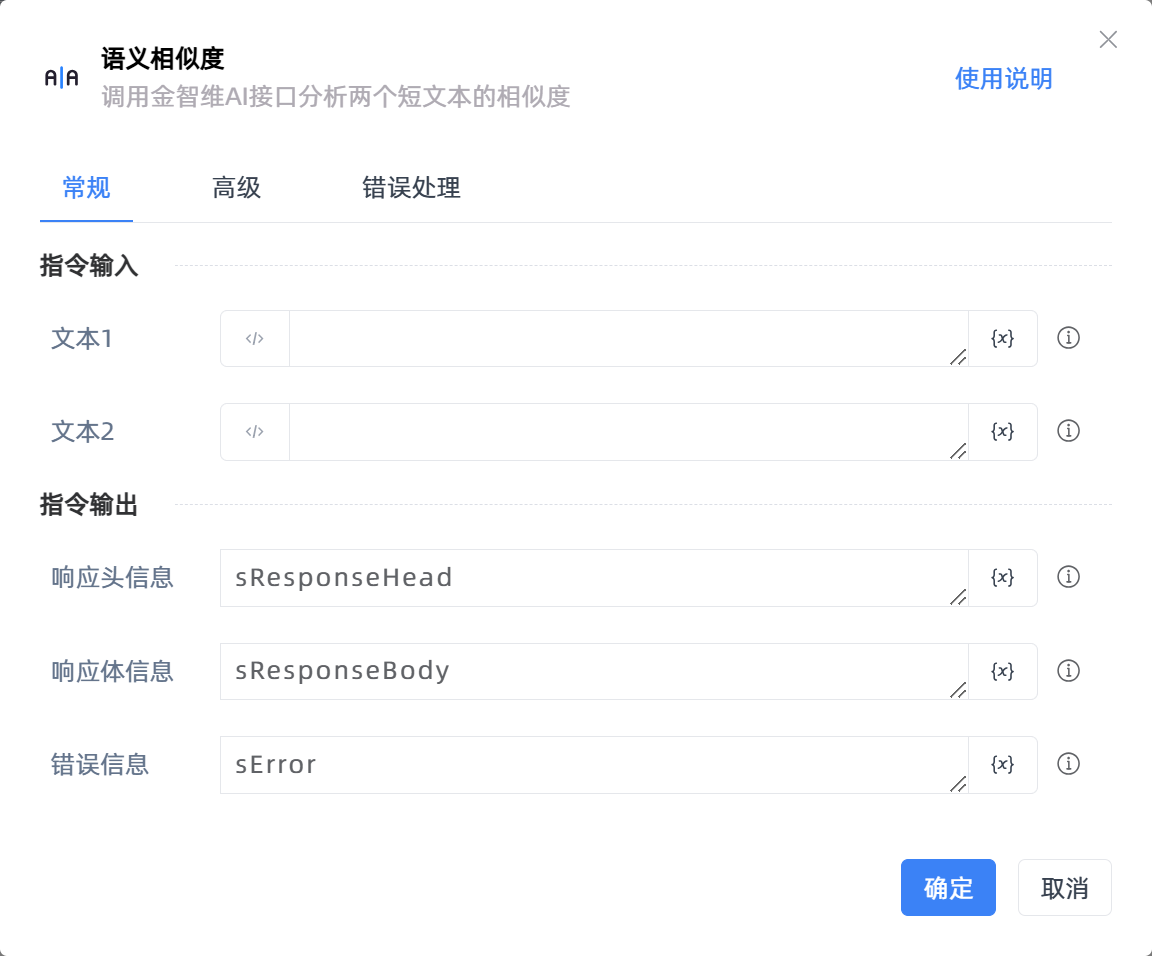 A|A
语义相似度
调用金智维AI接口分析两个短文本的相似度
使用说明
常规 高级 错误处理
指令输入
文本1 </> {x}
文本2 </> {x}
指令输出
响应头信息 sResponseHead {x}
响应体信息 sResponseBody {x}
错误信息 sError {x}
确定 取消